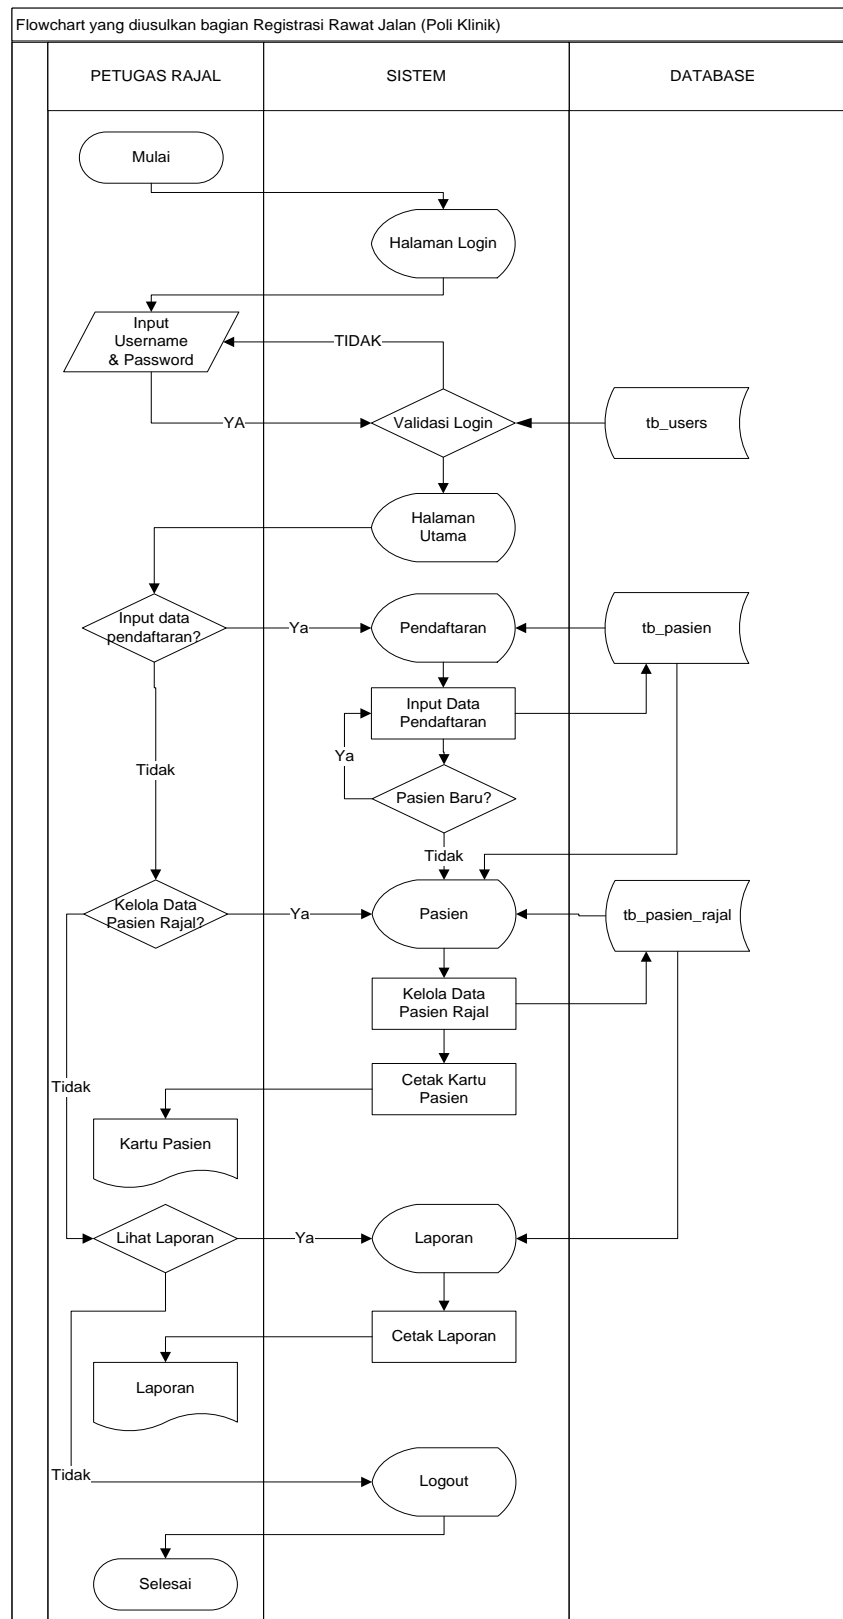 Flowchart yang diusulkan bagian Registrasi Rawat Jalan (Poli Klinik)
PETUGAS RAJAL
SISTEM
DATABASE
Mulai
Halaman Login
Input
Username
& Password
TIDAK
YA
Validasi Login
tb_users
Halaman
Utama
Input data
pendaftaran?
Ya
Pendaftaran
tb_pasien
Input Data
Pendaftaran
Ya
Tidak
Pasien Baru?
Tidak
Kelola Data
Pasien Rajal?
Ya
Pasien
tb_pasien_rajal
Kelola Data
Pasien Rajal
Tidak
Cetak Kartu
Pasien
Kartu Pasien
Lihat Laporan
Ya
Laporan
Cetak Laporan
Laporan
Tidak
Logout
Selesai